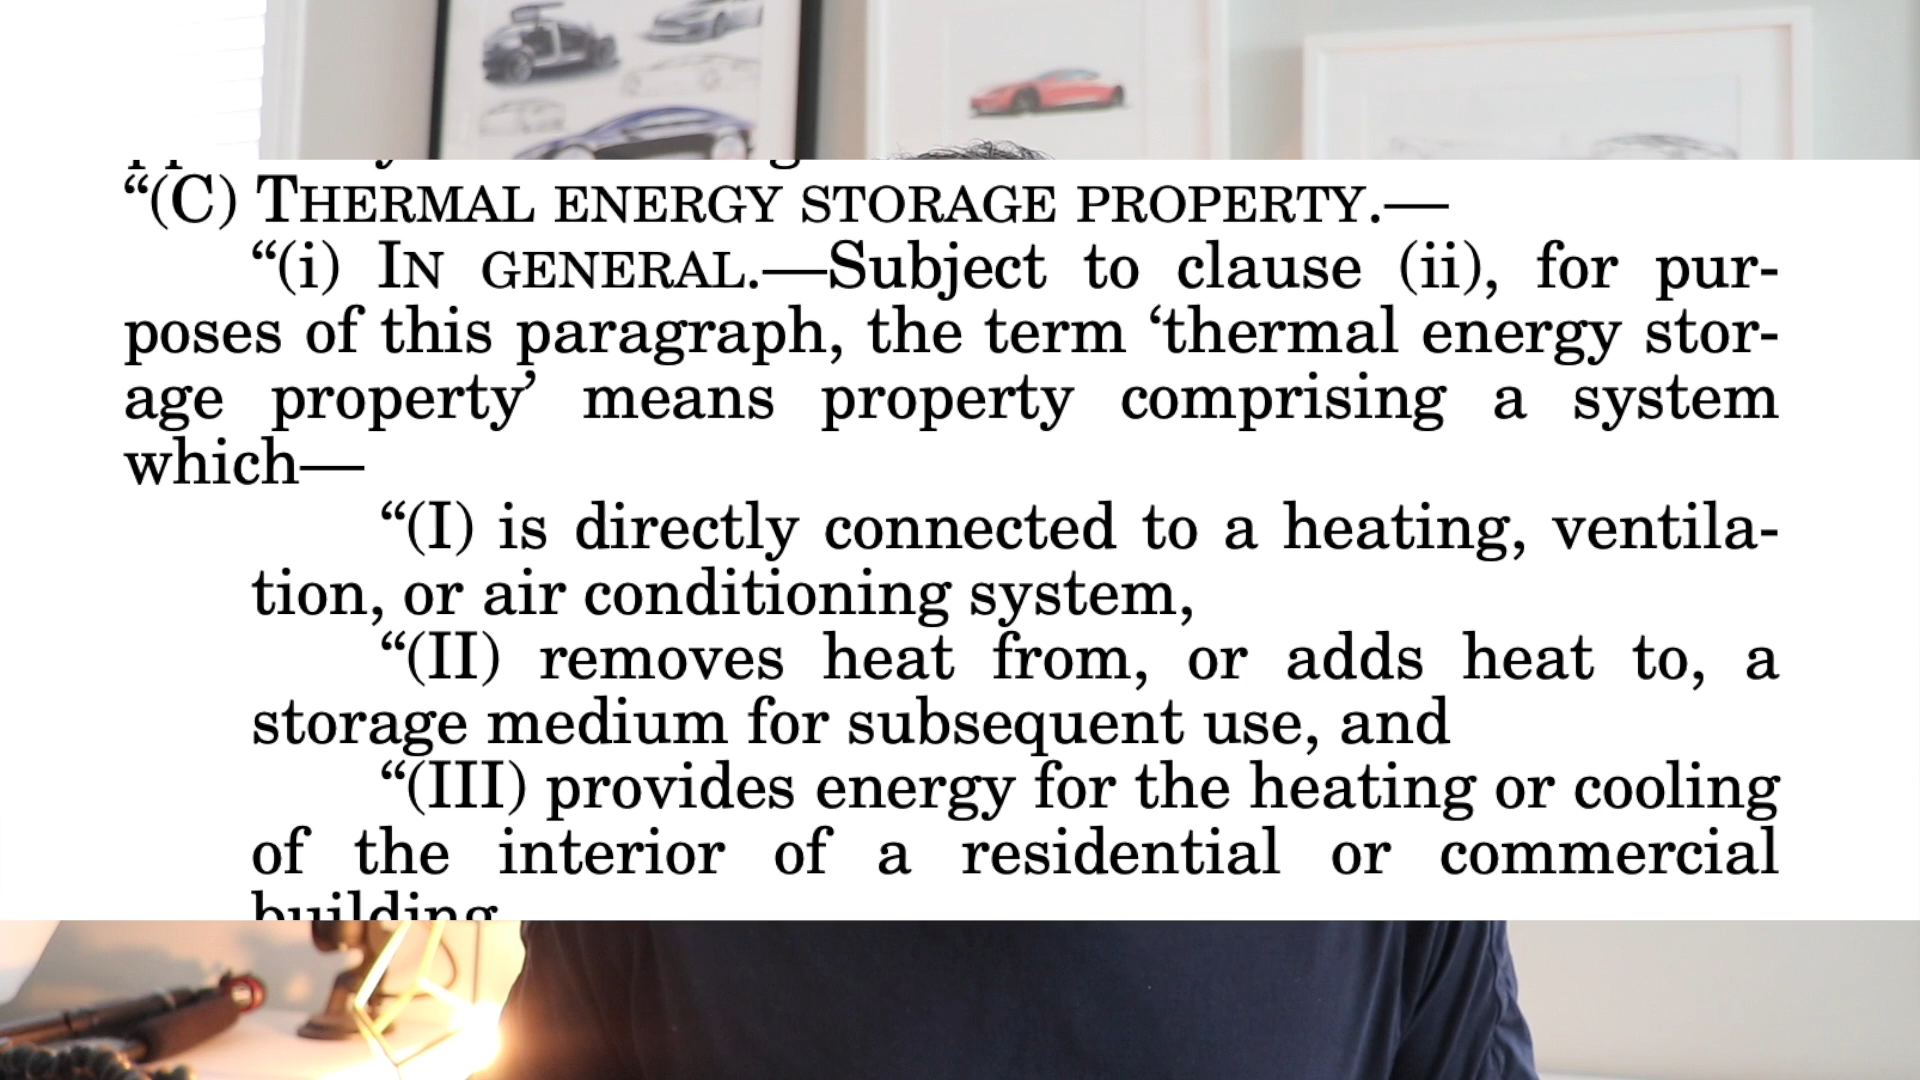 “(C) THERMAL ENERGY STORAGE PROPERTY.—
“(i) IN GENERAL.—Subject to clause (ii), for pur-
poses of this paragraph, the term ‘thermal energy stor-
age property’ means property comprising a system
which—
“(I) is directly connected to a heating, ventila-
tion, or air conditioning system,
“(II) removes heat from, or adds heat to, a
storage medium for subsequent use, and
“(III) provides energy for the heating or cooling
of the interior of a residential or commercial
building